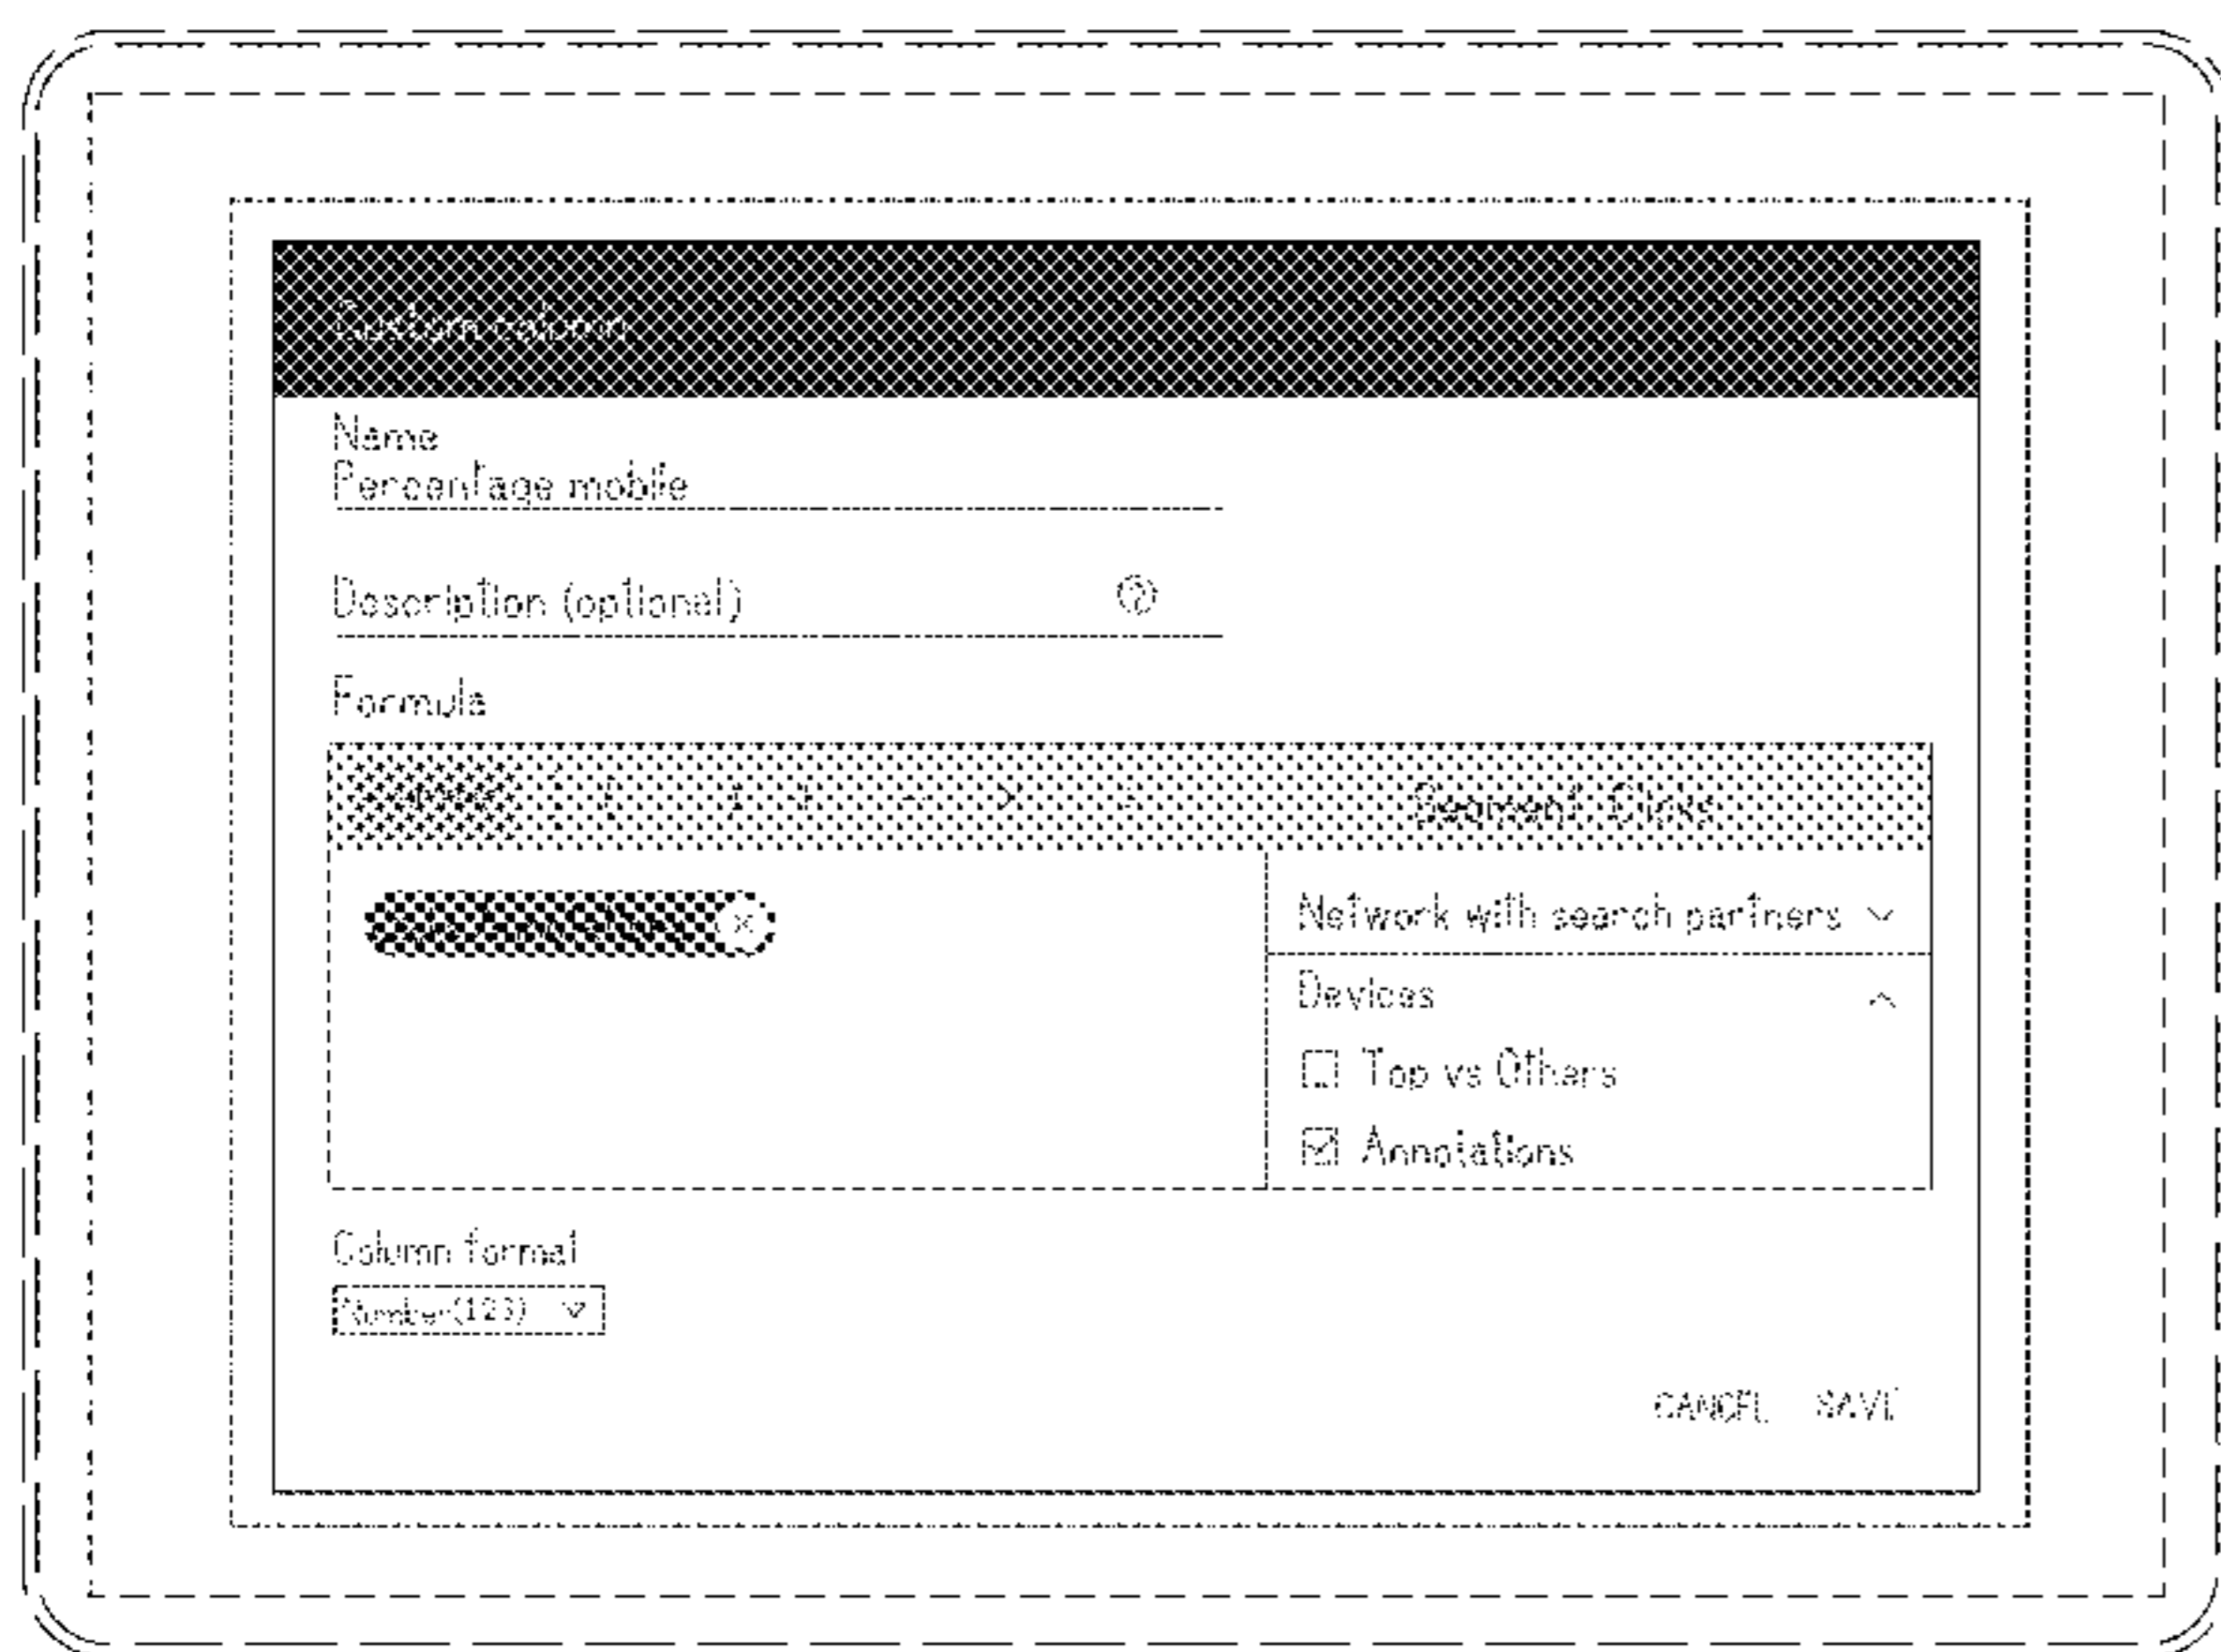 Custom column
Name
Percentage mobile
Description (optional) ?
Formula
( ) + - × ÷ Segment: Clicks
Network with search partners
Devices
Top vs Others
Annotations
Column format
Number(123)
CANCEL SAVE